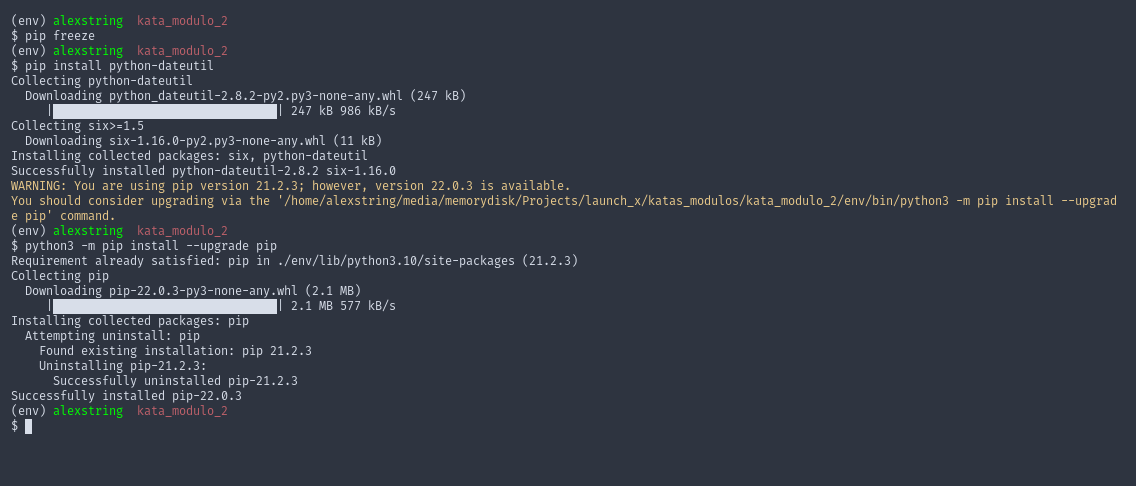 (env) alexstring  kata_modulo_2
$ pip freeze
(env) alexstring  kata_modulo_2
$ pip install python-dateutil
Collecting python-dateutil
  Downloading python_dateutil-2.8.2-py2.py3-none-any.whl (247 kB)
     |████████████████████████████████| 247 kB 986 kB/s
Collecting six>=1.5
  Downloading six-1.16.0-py2.py3-none-any.whl (11 kB)
Installing collected packages: six, python-dateutil
Successfully installed python-dateutil-2.8.2 six-1.16.0
WARNING: You are using pip version 21.2.3; however, version 22.0.3 is available.
You should consider upgrading via the '/home/alexstring/media/memorydisk/Projects/launch_x/katas_modulos/kata_modulo_2/env/bin/python3 -m pip install --upgrad
e pip' command.
(env) alexstring  kata_modulo_2
$ python3 -m pip install --upgrade pip
Requirement already satisfied: pip in ./env/lib/python3.10/site-packages (21.2.3)
Collecting pip
  Downloading pip-22.0.3-py3-none-any.whl (2.1 MB)
     |████████████████████████████████| 2.1 MB 577 kB/s
Installing collected packages: pip
  Attempting uninstall: pip
    Found existing installation: pip 21.2.3
    Uninstalling pip-21.2.3:
      Successfully uninstalled pip-21.2.3
Successfully installed pip-22.0.3
(env) alexstring  kata_modulo_2
$